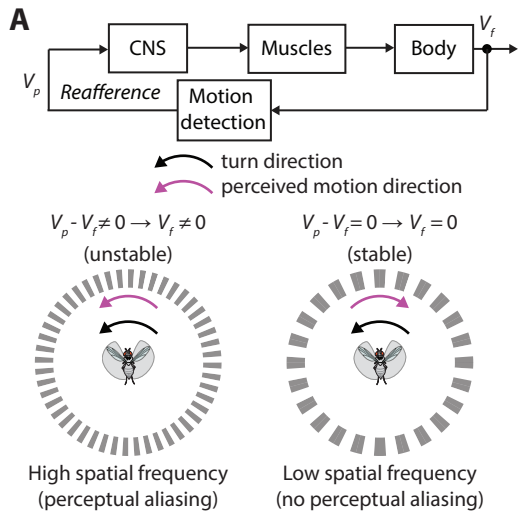 A
CNS
Muscles
Body
V_f
V_p
Reafference
Motion
detection
turn direction
perceived motion direction
V_p - V_f ≠ 0 → V_f ≠ 0
(unstable)
V_p - V_f = 0 → V_f = 0
(stable)
High spatial frequency
(perceptual aliasing)
Low spatial frequency
(no perceptual aliasing)